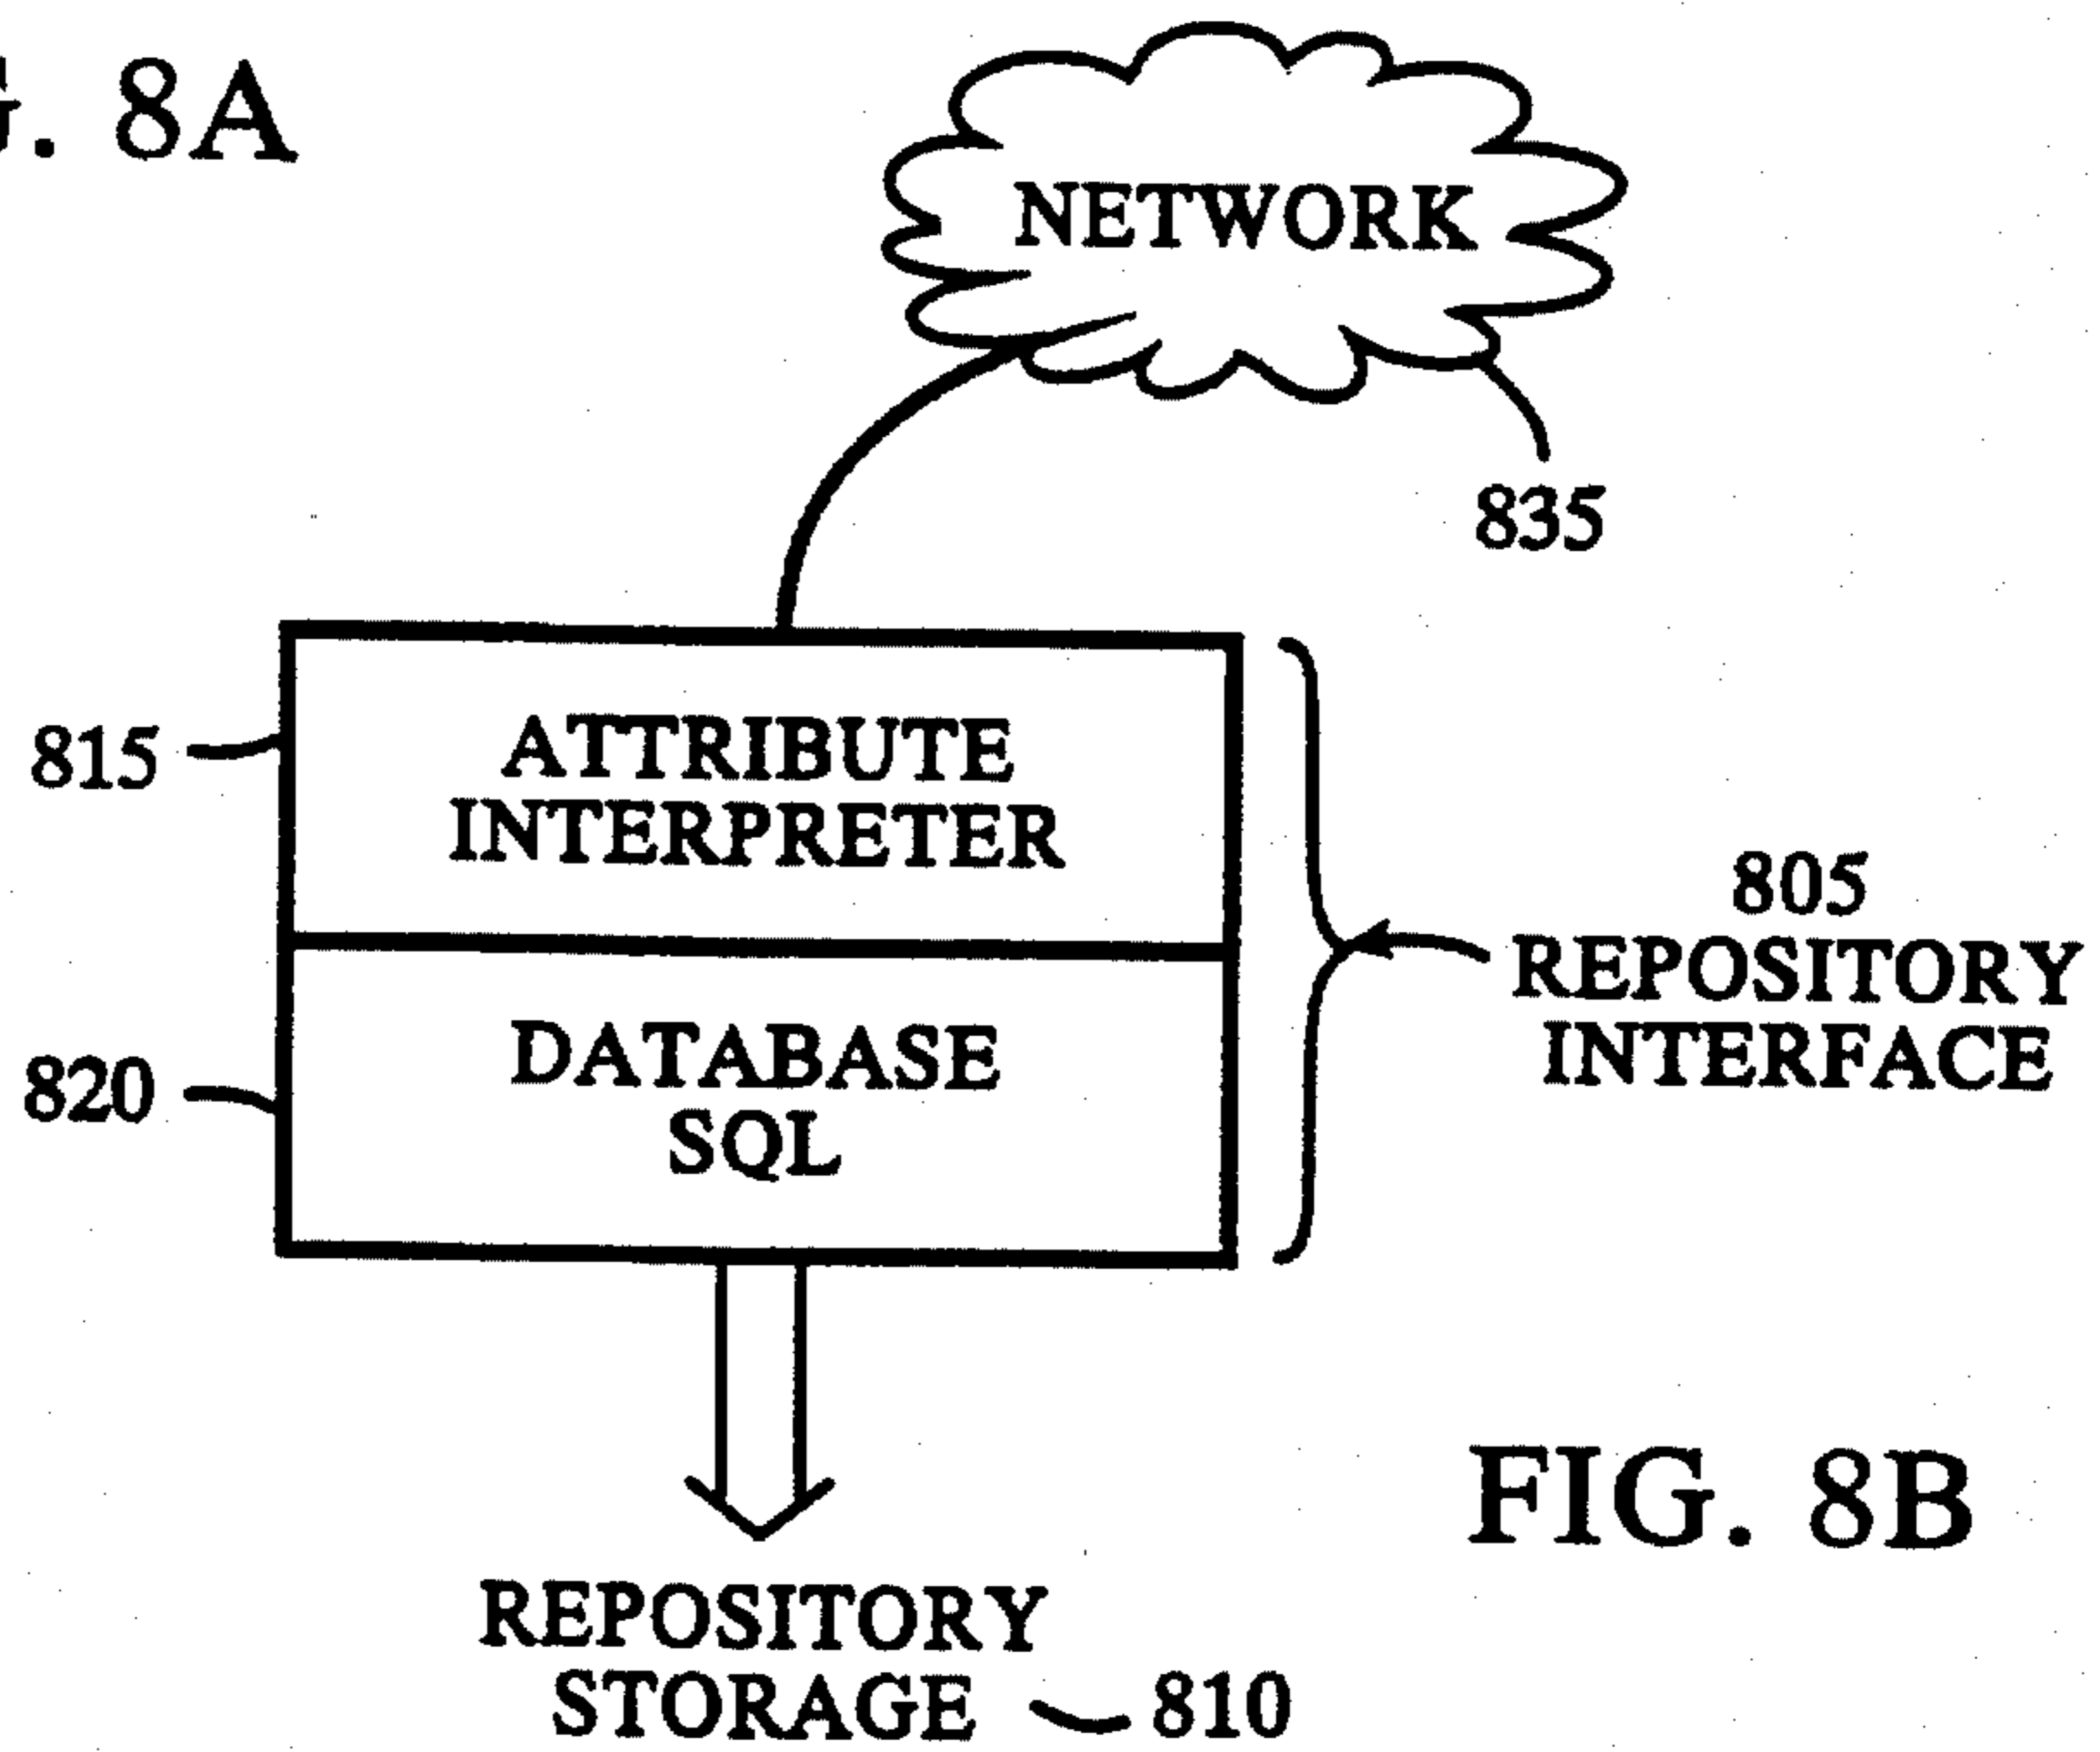 G. 8A
NETWORK
835
815
ATTRIBUTE
INTERPRETER
805
REPOSITORY
INTERFACE
820
DATABASE
SQL
FIG. 8B
REPOSITORY
STORAGE 810